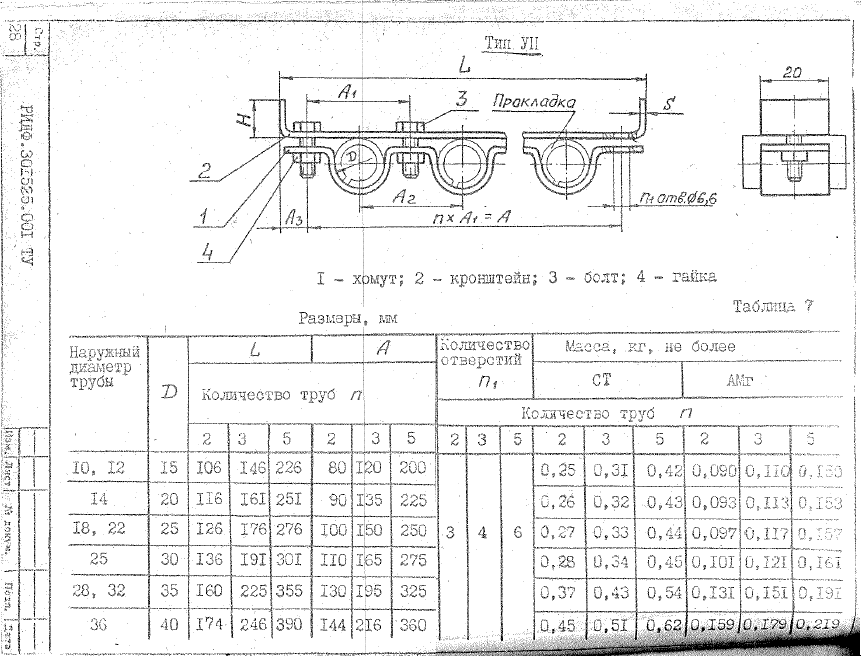 Стр.
28
РИДФ.30I525.00I ТУ
Изм. Лист № докум. Подп. Дата
Тип УП
L
A1
3
Прокладка
S
20
H
D
2
1
4
A2
A3
n x A1 = A
n1 отв. Ø6,6
I - хомут; 2 - кронштейн; 3 - болт; 4 - гайка
Таблица 7
Размеры, мм
Наружный диаметр трубы
D
L
A
Количество отверстий
n1
Масса, кг, не более
СТ
АМг
Количество труб n
Количество труб n
2 3 5 2 3 5 2 3 5 2 3 5 2 3 5
I0, I2 I5 I06 I46 226 80 I20 200 0,25 0,3I 0,42 0,090 0,II0
I4 20 II6 I6I 25I 90 I35 225 0,26 0,32 0,43 0,093 0,II3 0,I53
I8, 22 25 I26 I76 276 I00 I50 250 3 4 6 0,27 0,33 0,44 0,097 0,II7 0,I57
25 30 I36 I9I 30I II0 I65 275 0,28 0,34 0,45 0,I0I 0,I2I 0,I6I
28, 32 35 I60 225 355 I30 I95 325 0,37 0,43 0,54 0,I3I 0,I5I 0,I9I
36 40 I74 246 390 I44 2I6 360 0,45 0,5I 0,62 0,I59 0,I79 0,2I9